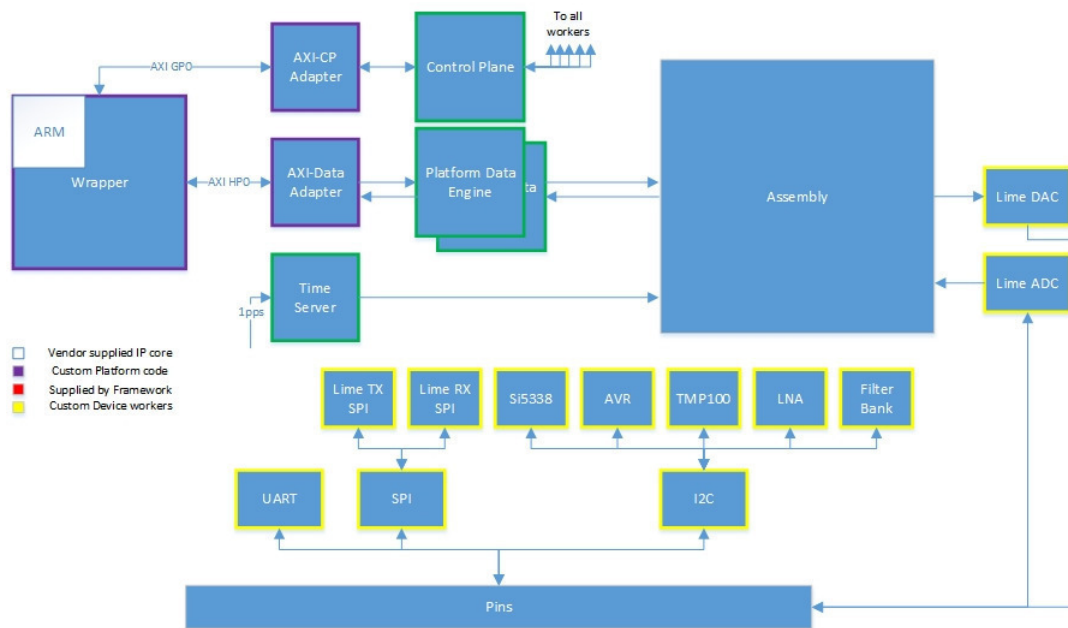 To all
workers
AXI-CP
Adapter
Control Plane
AXI GPO
ARM
Wrapper
AXI HPO
AXI-Data
Adapter
Platform Data
Engine
ta
Assembly
Lime DAC
Lime ADC
Time
Server
1pps
Vendor supplied IP core
Custom Platform code
Supplied by Framework
Custom Device workers
Lime TX
SPI
Lime RX
SPI
Si5338
AVR
TMP100
LNA
Filter
Bank
UART
SPI
I2C
Pins